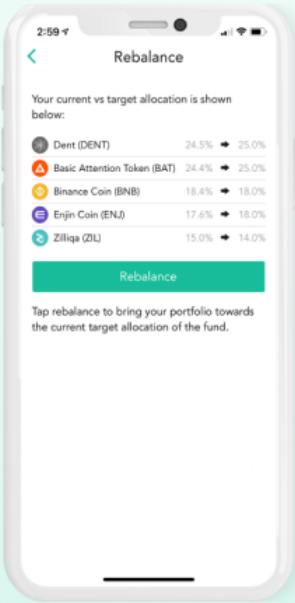 2:59
Rebalance
Your current vs target allocation is shown
below:
Dent (DENT) 24.5% ➡ 25.0%
Basic Attention Token (BAT) 24.4% ➡ 25.0%
Binance Coin (BNB) 18.4% ➡ 18.0%
Enjin Coin (ENJ) 17.6% ➡ 18.0%
Zilliqa (ZIL) 15.0% ➡ 14.0%
Rebalance
Tap rebalance to bring your portfolio towards
the current target allocation of the fund.